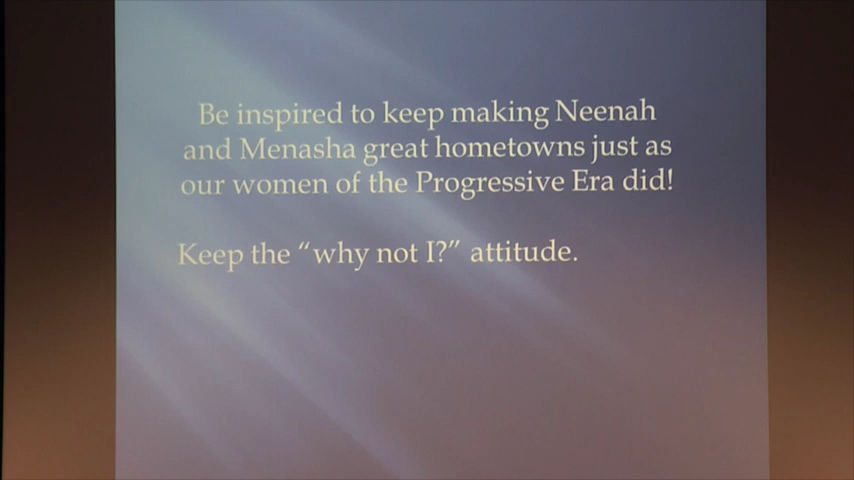 Be inspired to keep making Neenah
and Menasha great hometowns just as
our women of the Progressive Era did!
Keep the “why not I?” attitude.